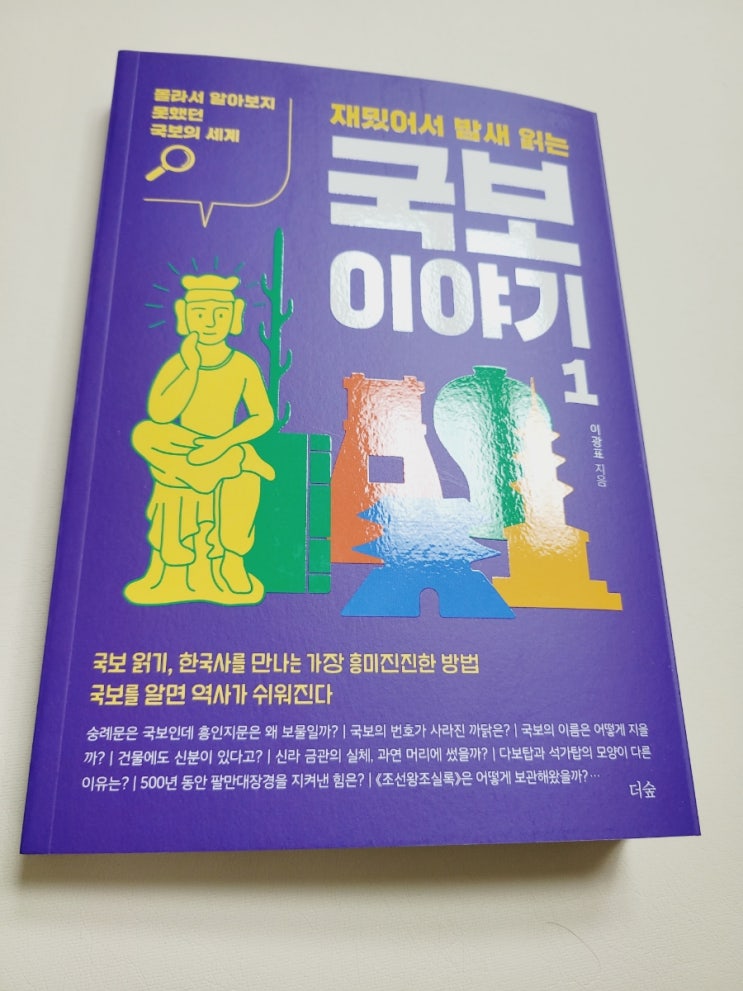 몰라서 알아보지
못했던
국보의 세계
재밌어서 밤새 읽는
국보
이야기
1
이광표 지음
국보 읽기, 한국사를 만나는 가장 흥미진진한 방법
국보를 알면 역사가 쉬워진다
숭례문은 국보인데 흥인지문은 왜 보물일까? | 국보의 번호가 사라진 까닭은? | 국보의 이름은 어떻게 지을
까? | 건물에도 신분이 있다고? | 신라 금관의 실체, 과연 머리에 썼을까? | 다보탑과 석가탑의 모양이 다른
이유는? | 500년 동안 팔만대장경을 지켜낸 힘은? | 《조선왕조실록》은 어떻게 보관해왔을까?…
더숲